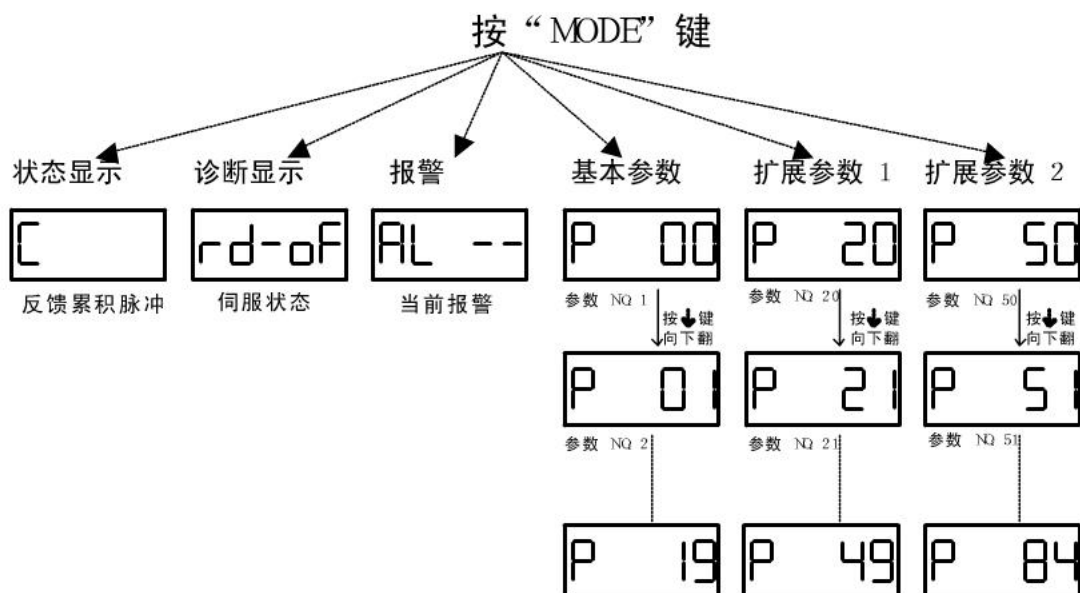 按“MODE”键
状态显示 诊断显示 报警 基本参数 扩展参数 1 扩展参数 2
C rd-oF AL -- P 00 P 20 P 50
反馈累积脉冲 伺服状态 当前报警 参数 NO. 1 参数 NO. 20 参数 NO. 50
按键 按键 按键
向下翻 向下翻 向下翻
P 01 P 21 P 51
参数 NO. 2 参数 NO. 21 参数 NO. 51
P 19 P 49 P 84